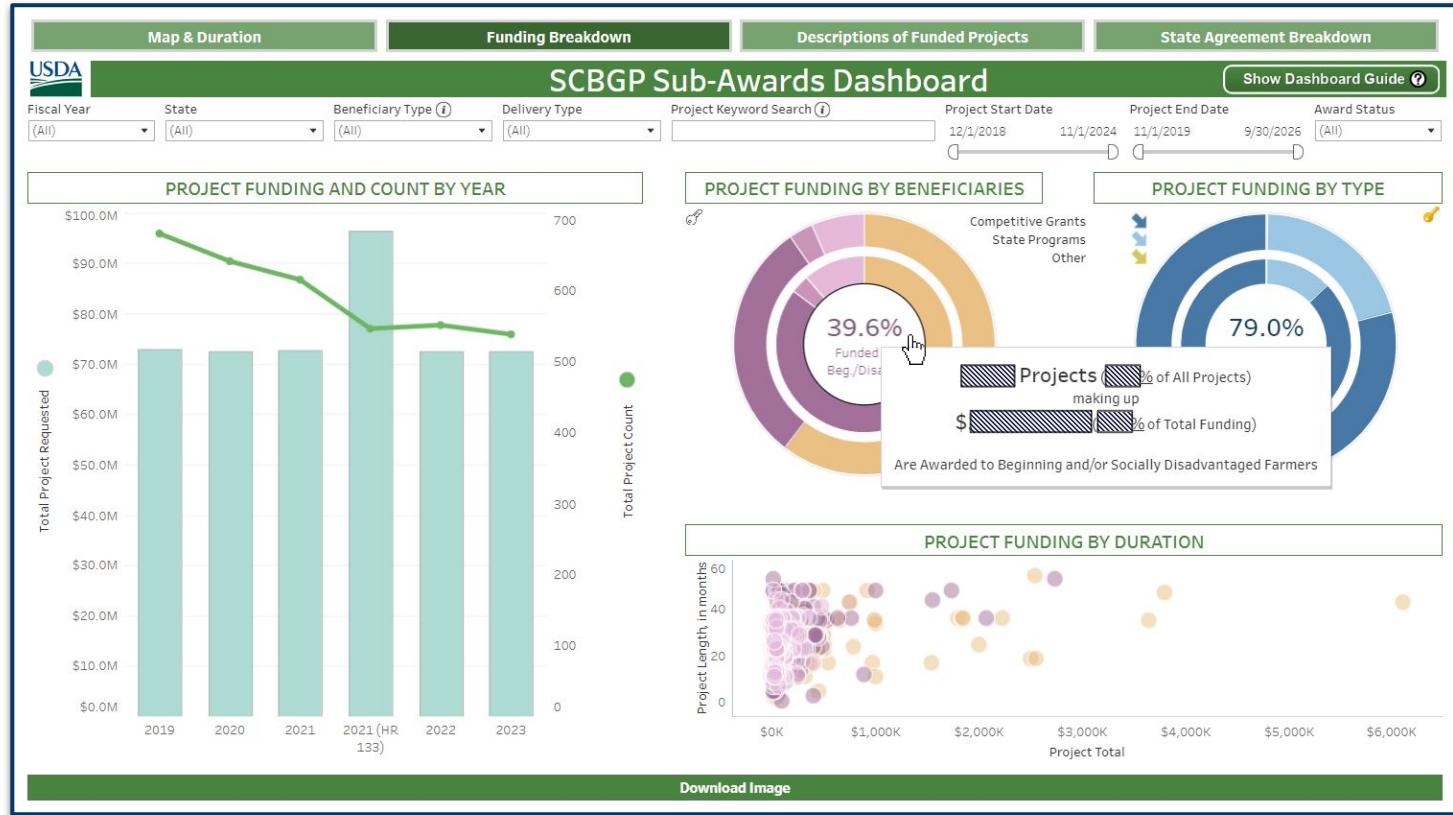 Map & Duration
Funding Breakdown
Descriptions of Funded Projects
State Agreement Breakdown
USDA
SCBGP Sub-Awards Dashboard
Show Dashboard Guide ?
Fiscal Year
State
Beneficiary Type i
Delivery Type
Project Keyword Search i
Project Start Date
Project End Date
Award Status
(All)
(All)
(All)
(All)
12/1/2018
11/1/2024
11/1/2019
9/30/2026
(All)
PROJECT FUNDING AND COUNT BY YEAR
$100.0M
$90.0M
$80.0M
$70.0M
$60.0M
$50.0M
$40.0M
$30.0M
$20.0M
$10.0M
$0.0M
Total Project Requested
700
600
500
400
300
200
100
0
Total Project Count
2019
2020
2021
2021 (HR
133)
2022
2023
PROJECT FUNDING BY BENEFICIARIES
39.6%
Funded
Beg./Disa
PROJECT FUNDING BY TYPE
Competitive Grants
State Programs
Other
79.0%
Projects ( % of All Projects)
making up
$ ( % of Total Funding)
Are Awarded to Beginning and/or Socially Disadvantaged Farmers
PROJECT FUNDING BY DURATION
Project Length, in months
60
40
20
0
$0K
$1,000K
$2,000K
$3,000K
$4,000K
$5,000K
$6,000K
Project Total
Download Image